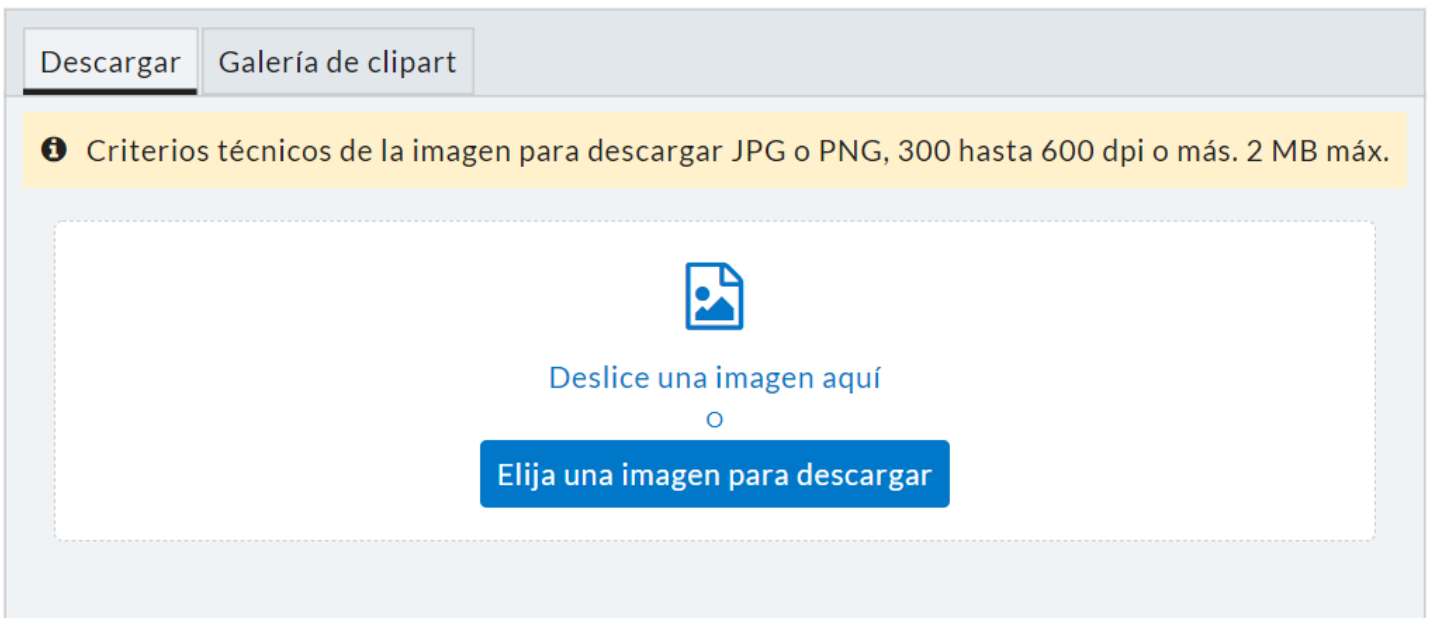 Descargar
Galería de clipart
Criterios técnicos de la imagen para descargar JPG o PNG, 300 hasta 600 dpi o más. 2 MB máx.
Deslice una imagen aquí
O
Elija una imagen para descargar